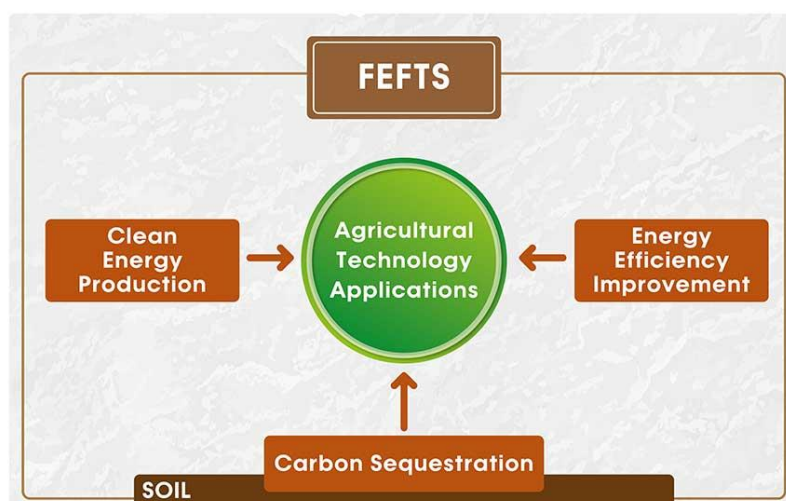 FEFTS
Clean
Energy
Production
Agricultural
Technology
Applications
Energy
Efficiency
Improvement
Carbon Sequestration
SOIL